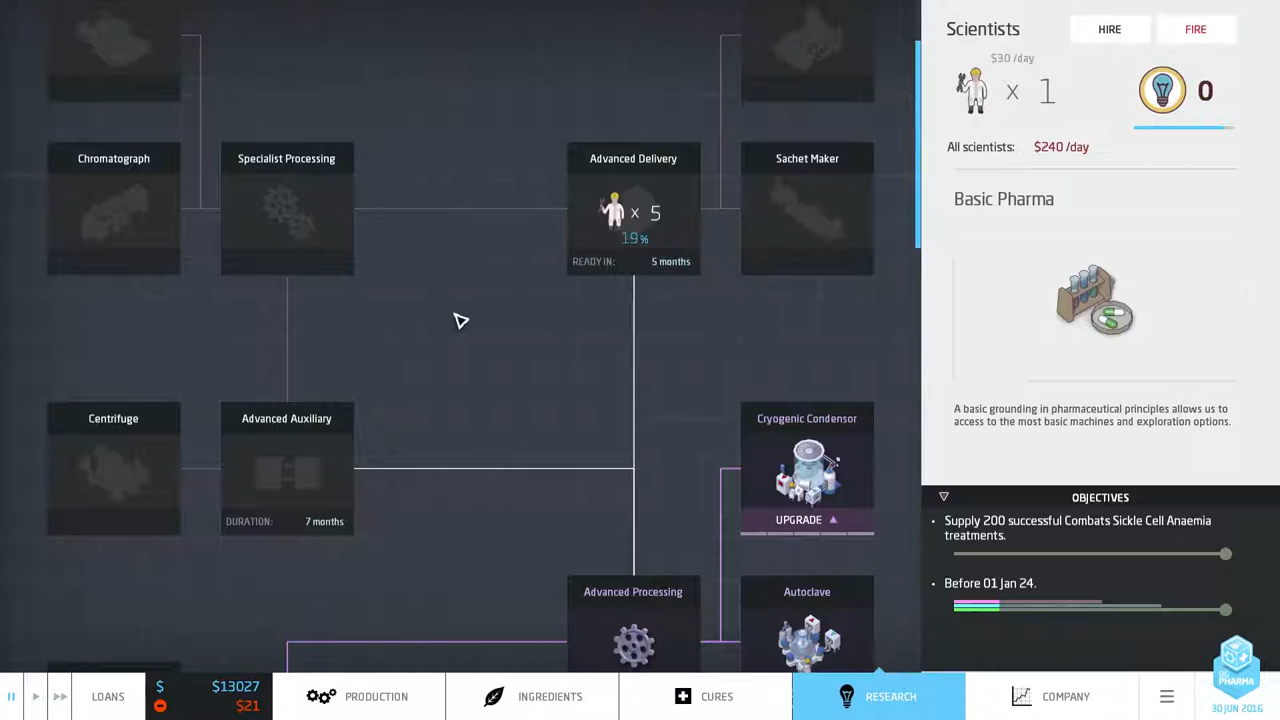 Chromatograph
Specialist Processing
Advanced Delivery
x 5
1.9%
READY IN: 5 months
Sachet Maker
Centrifuge
Advanced Auxiliary
DURATION: 7 months
Cryogenic Condensor
UPGRADE
Advanced Processing
Autoclave
Scientists
HIRE
FIRE
$30 /day
x 1
0
All scientists: $240 /day
Basic Pharma
A basic grounding in pharmaceutical principles allows us to
access to the most basic machines and exploration options.
OBJECTIVES
Supply 200 successful Combats Sickle Cell Anaemia
treatments.
Before 01 Jan 24.
LOANS
$ $13027
$21
PRODUCTION
INGREDIENTS
CURES
RESEARCH
COMPANY
BIG
PHARMA
30 JUN 2016